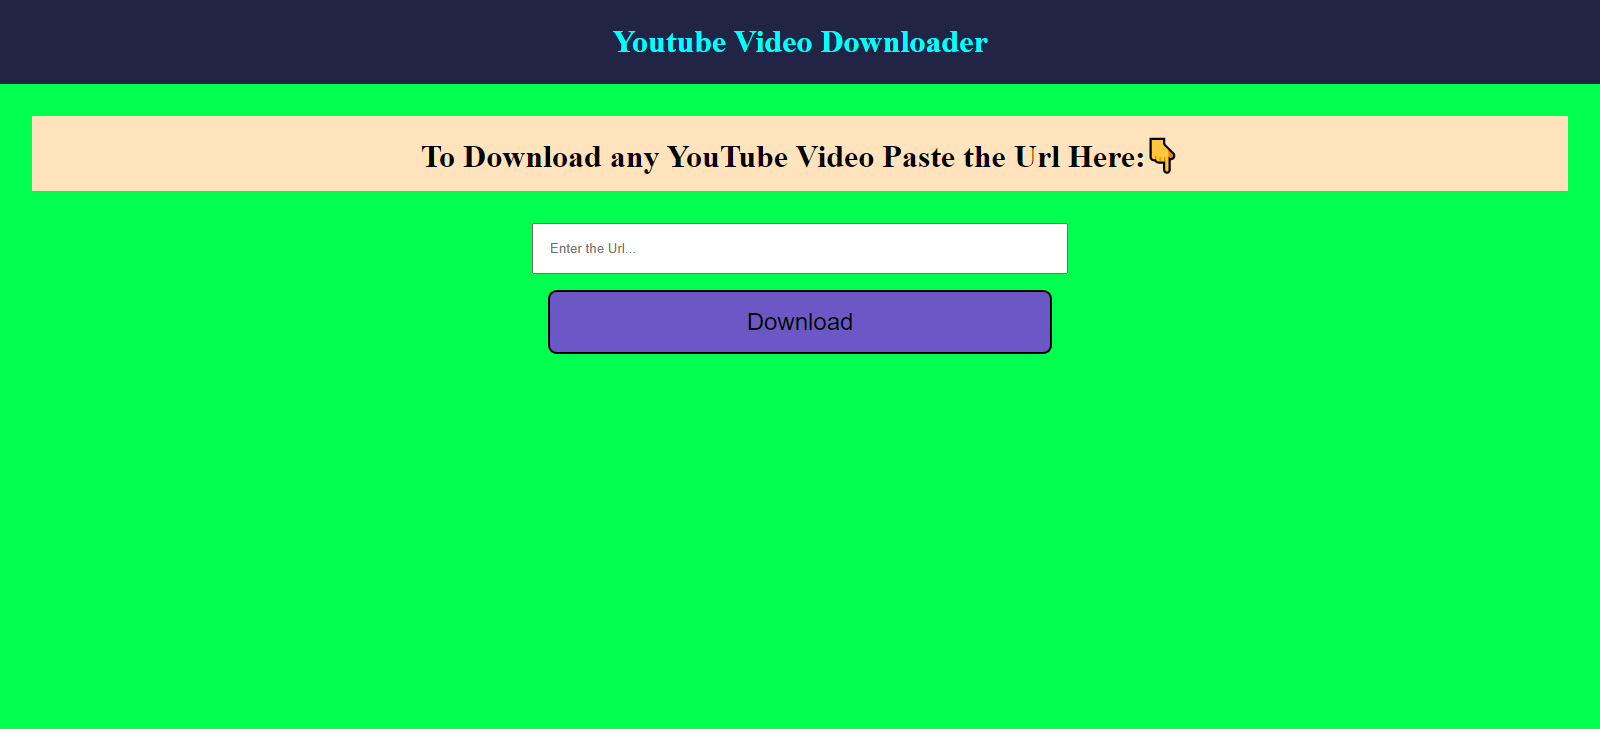 Youtube Video Downloader
To Download any YouTube Video Paste the Url Here:👇
Enter the Url...
Download